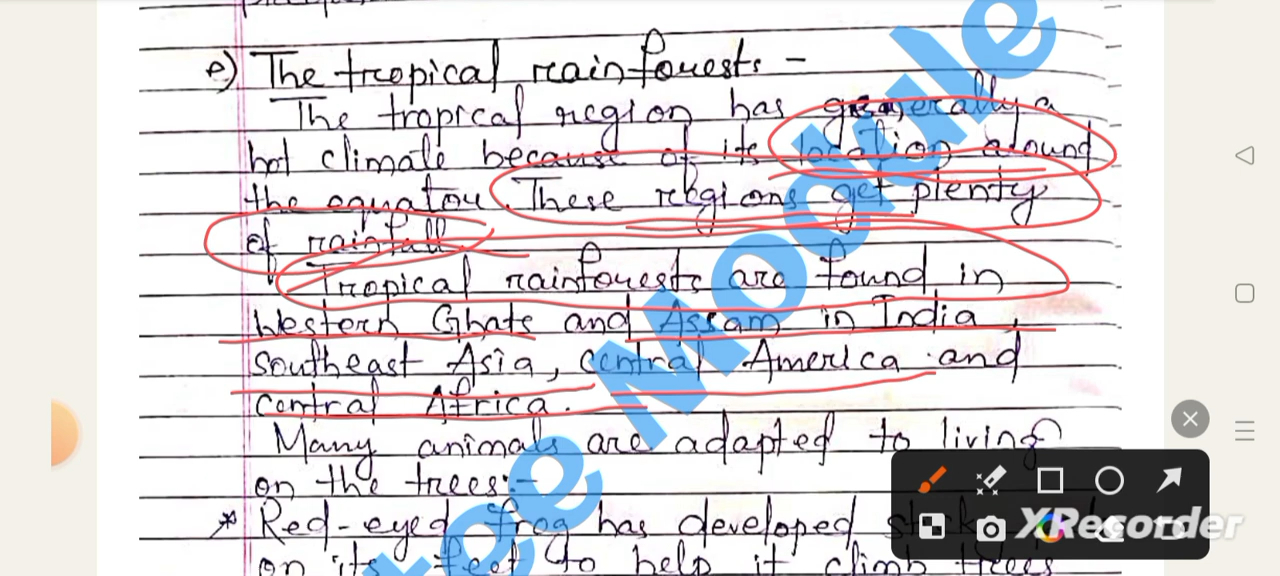 e) The tropical rainforests -
The tropical region has generally a
hot climate because of its location around
the equator. These regions get plenty
of rainfall.
Tropical rainforests are found in
Western Ghats and Assam in India,
southeast Asia, central America and
central Africa.
Many animals are adapted to living
on the trees:-
* Red-eyed frog has developed
on its feet to help it climb trees
Module
XRecorder